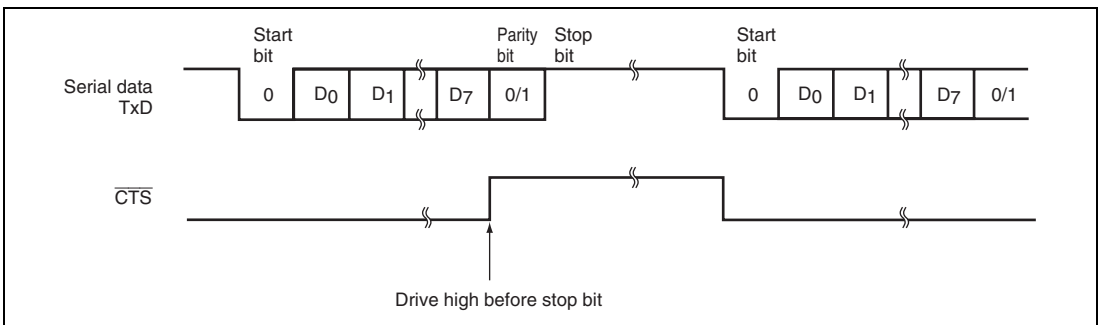 Start bit Parity bit Stop bit Start bit
Serial data TxD 0 D0 D1 D7 0/1 0 D0 D1 D7 0/1
CTS
Drive high before stop bit